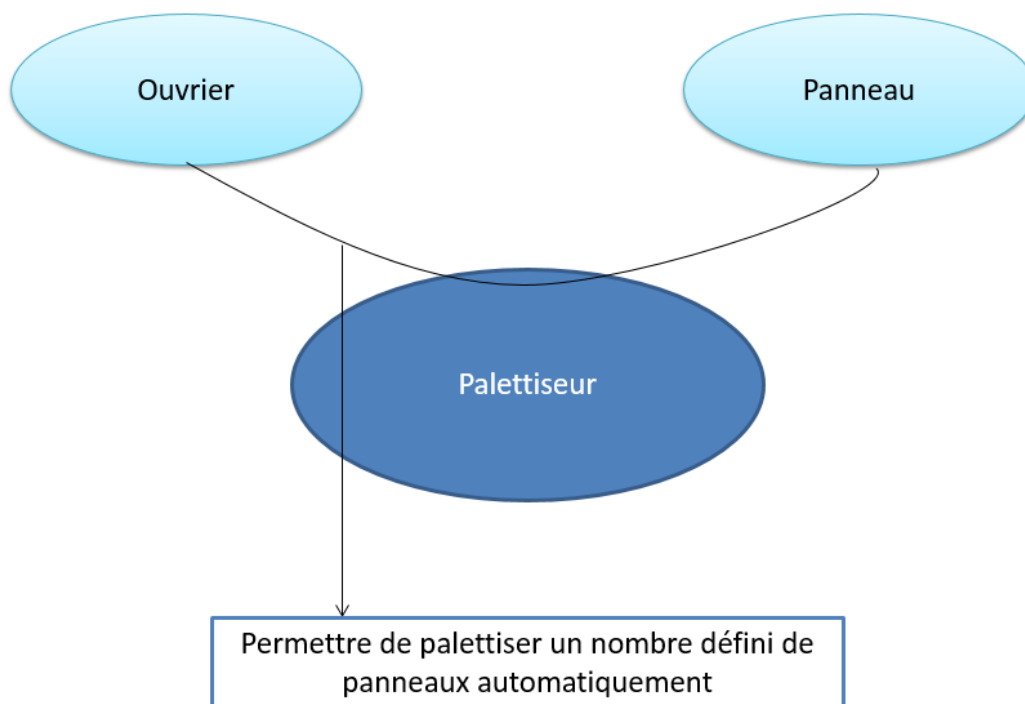 Ouvrier
Panneau
Palettiseur
Permettre de palettiser un nombre défini de
panneaux automatiquement